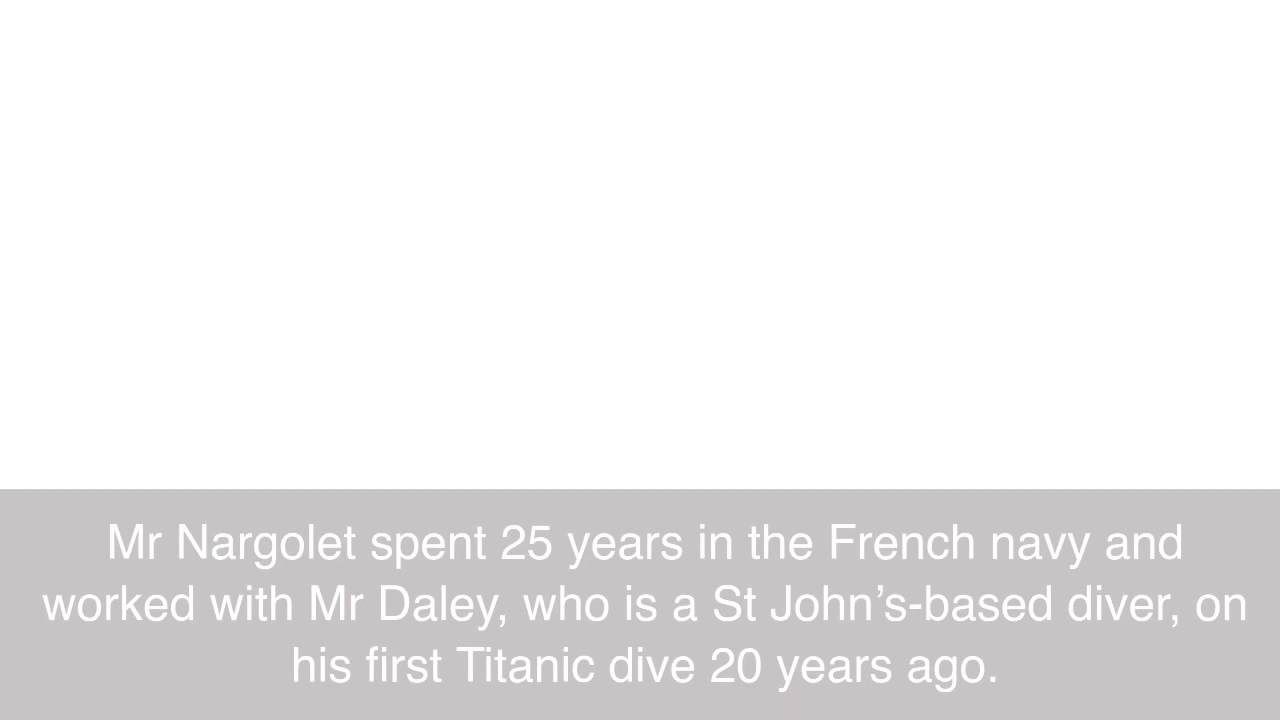 Mr Nargolet spent 25 years in the French navy and
worked with Mr Daley, who is a St John’s-based diver, on
his first Titanic dive 20 years ago.